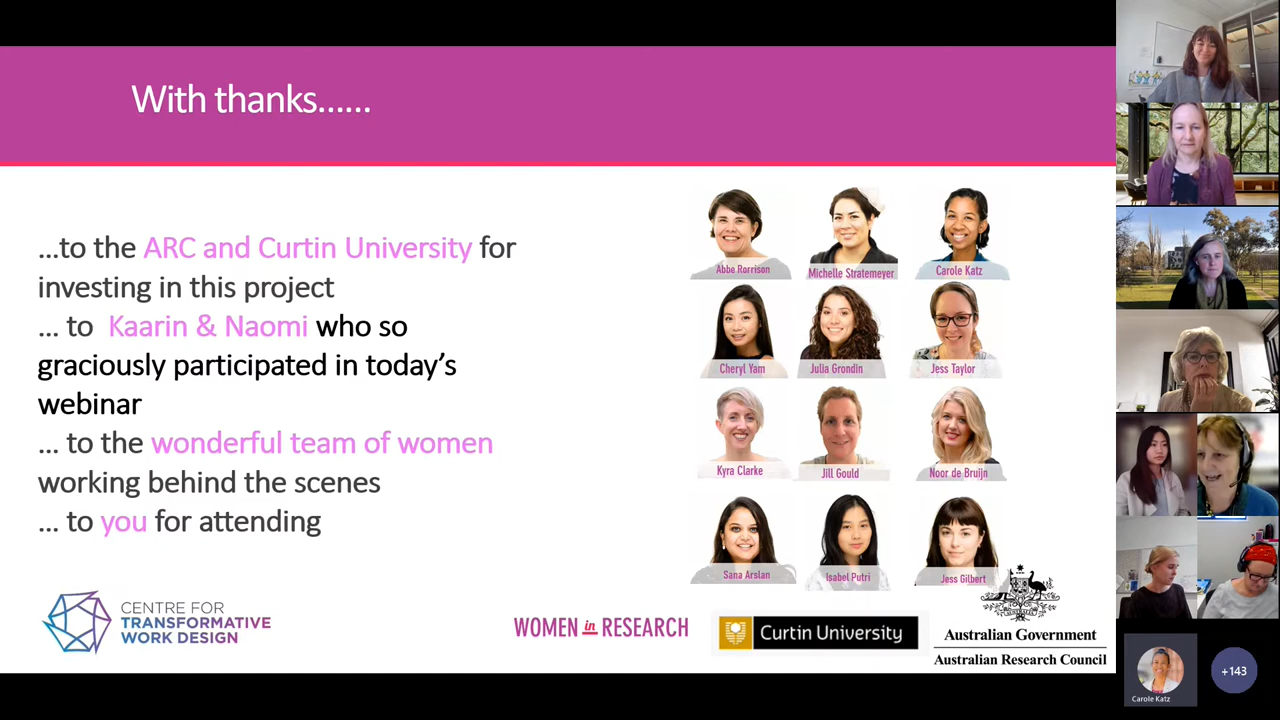 With thanks......
...to the ARC and Curtin University for
investing in this project
... to Kaarin & Naomi who so
graciously participated in today's
webinar
... to the wonderful team of women
working behind the scenes
... to you for attending
Abbe Rorrison
Michelle Stratemeyer
Carole Katz
Cheryl Yam
Julia Grondin
Jess Taylor
Kyra Clarke
Jill Gould
Noor de Bruijn
Sana Arslan
Isabel Putri
Jess Gilbert
CENTRE FOR
TRANSFORMATIVE
WORK DESIGN
WOMEN in RESEARCH
Curtin University
Australian Government
Australian Research Council
Carole Katz
+143